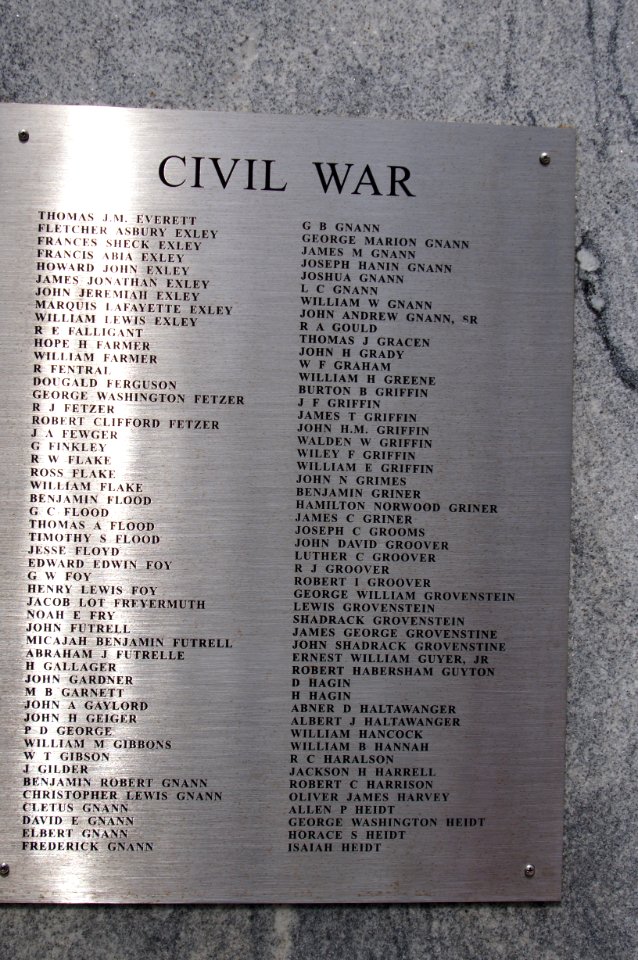 CIVIL WAR
THOMAS J.M. EVERETT
FLETCHER ASBURY EXLEY
FRANCES SHECK EXLEY
FRANCIS ABIA EXLEY
HOWARD JOHN EXLEY
JAMES JONATHAN EXLEY
JOHN JEREMIAH EXLEY
MARQUIS LAFAYETTE EXLEY
WILLIAM LEWIS EXLEY
R E FALLIGANT
HOPE H FARMER
WILLIAM FARMER
R FENTRAL
DOUGALD FERGUSON
GEORGE WASHINGTON FETZER
R J FETZER
ROBERT CLIFFORD FETZER
J A FEWGER
G FINKLEY
R W FLAKE
ROSS FLAKE
WILLIAM FLAKE
BENJAMIN FLOOD
G C FLOOD
THOMAS A FLOOD
TIMOTHY S FLOOD
JESSE FLOYD
EDWARD EDWIN FOY
G W FOY
HENRY LEWIS FOY
JACOB LOT FREYERMUTH
NOAH E FRY
JOHN FUTRELL
MICAJAH BENJAMIN FUTRELL
ABRAHAM J FUTRELLE
H GALLAGER
JOHN GARDNER
M B GARNETT
JOHN A GAYLORD
JOHN H GEIGER
P D GEORGE
WILLIAM M GIBBONS
W T GIBSON
J GILDER
BENJAMIN ROBERT GNANN
CHRISTOPHER LEWIS GNANN
CLETUS GNANN
DAVID E GNANN
ELBERT GNANN
FREDERICK GNANN
G B GNANN
GEORGE MARION GNANN
JAMES M GNANN
JOSEPH HANIN GNANN
JOSHUA GNANN
L C GNANN
WILLIAM W GNANN
JOHN ANDREW GNANN, SR
R A GOULD
THOMAS J GRACEN
JOHN H GRADY
W F GRAHAM
WILLIAM H GREENE
BURTON B GRIFFIN
J F GRIFFIN
JAMES T GRIFFIN
JOHN H.M. GRIFFIN
WALDEN W GRIFFIN
WILEY F GRIFFIN
WILLIAM E GRIFFIN
JOHN N GRIMES
BENJAMIN GRINER
HAMILTON NORWOOD GRINER
JAMES C GRINER
JOSEPH C GROOMS
JOHN DAVID GROOVER
LUTHER C GROOVER
R J GROOVER
ROBERT I GROOVER
GEORGE WILLIAM GROVENSTEIN
LEWIS GROVENSTEIN
SHADRACK GROVENSTEIN
JAMES GEORGE GROVENSTINE
JOHN SHADRACK GROVENSTINE
ERNEST WILLIAM GUYER, JR
ROBERT HABERSHAM GUYTON
D HAGIN
H HAGIN
ABNER D HALTAWANGER
ALBERT J HALTAWANGER
WILLIAM HANCOCK
WILLIAM B HANNAH
R C HARALSON
JACKSON H HARRELL
ROBERT C HARRISON
OLIVER JAMES HARVEY
ALLEN P HEIDT
GEORGE WASHINGTON HEIDT
HORACE S HEIDT
ISAIAH HEIDT